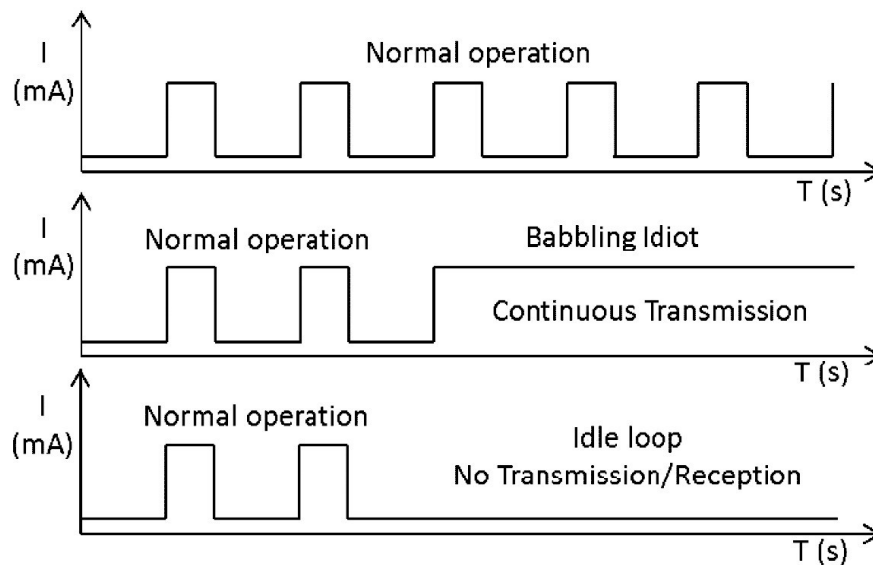 I
(mA)
Normal operation
T (s)
I
(mA)
Normal operation
Babbling Idiot
Continuous Transmission
T (s)
I
(mA)
Normal operation
Idle loop
No Transmission/Reception
T (s)